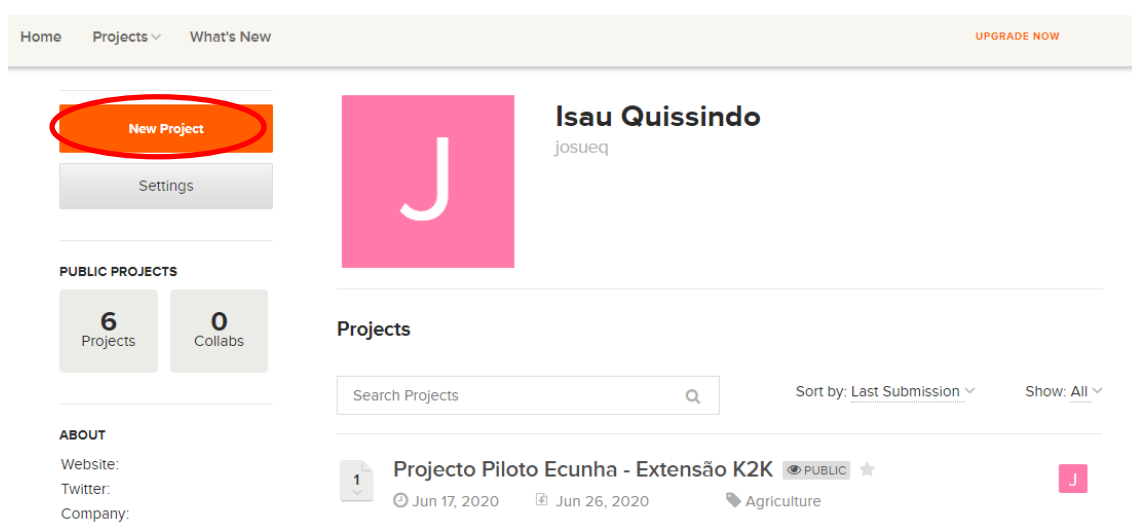 Home Projects What's New UPGRADE NOW
New Project
Settings
PUBLIC PROJECTS
6 0
Projects Collabs
ABOUT
Website:
Twitter:
Company:
J
Isau Quissindo
josueq
Projects
Search Projects Sort by: Last Submission Show: All
1 Projecto Piloto Ecunha - Extensão K2K PUBLIC J
Jun 17, 2020 Jun 26, 2020 Agriculture